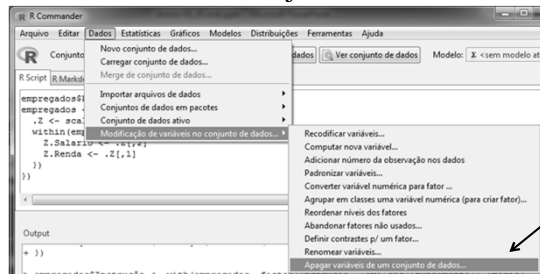 R Commander
Arquivo Editar Dados Estatísticas Gráficos Modelos Distribuições Ferramentas Ajuda
R Conjunto dados Ver conjunto de dados Modelo: Σ <sem modelo at
Novo conjunto de dados...
Carregar conjunto de dados...
Merge de conjunto de dados...
Importar arquivos de dados
Conjuntos de dados em pacotes
Conjunto de dados ativo
Modificação de variáveis no conjunto de dados...
R Script R Markd
empregados$
empregados <
.Z <- scal
within(em
Z.Salario <- .Z[,2]
Z.Renda <- .Z[,1]
})
})
Recodificar variáveis...
Computar nova variável...
Adicionar número da observação nos dados
Padronizar variáveis...
Converter variável numérica para fator ...
Agrupar em classes uma variável numérica (para criar fator)...
Reordenar níveis dos fatores
Abandonar fatores não usados...
Definir contrastes p/ um fator...
Renomear variáveis...
Apagar variáveis de um conjunto de dados...
Output
+ })